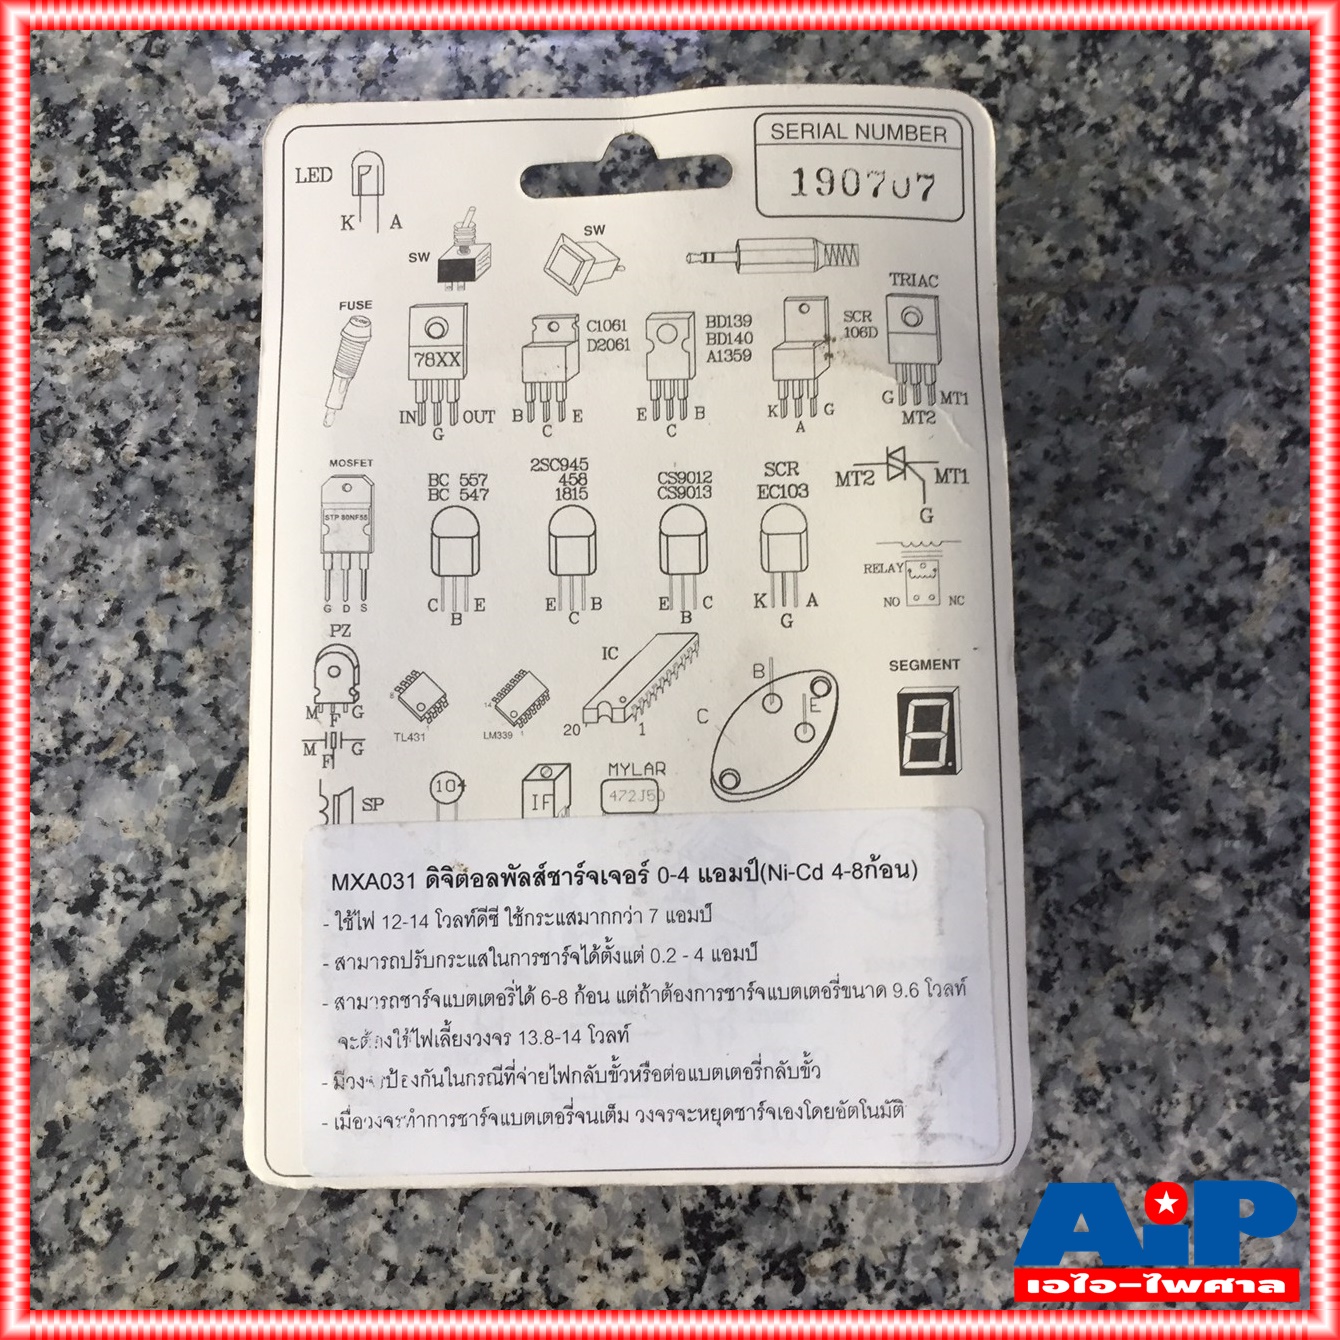 SERIAL NUMBER
190707
LED
K A
SW
SW
FUSE
78XX
IN OUT
G
C1061
D2061
B E
C
BD139
BD140
A1359
E B
C
SCR
106D
K G
A
TRIAC
G MT1
MT2
MOSFET
STP 80NF55
G D S
BC 557
BC 547
C E
B
2SC945
458
1815
E B
C
CS9012
CS9013
E C
B
SCR
EC103
K A
G
MT2 MT1
G
RELAY
NO NC
PZ
M F G
M G
F
8
TL431
1
14
LM339
1
IC
20 1
B
E
C
SEGMENT
SP
104
IF
MYLAR
472J50
MXA031 ดิจิตอลพัลส์ชาร์จเจอร์ 0-4 แอมป์(Ni-Cd 4-8ก้อน)
- ใช้ไฟ 12-14 โวลท์ดีซี ใช้กระแสมากกว่า 7 แอมป์
- สามารถปรับกระแสในการชาร์จได้ตั้งแต่ 0.2 - 4 แอมป์
- สามารถชาร์จแบตเตอรี่ได้ 6-8 ก้อน แต่ถ้าต้องการชาร์จแบตเตอรี่ขนาด 9.6 โวลท์
จะต้องใช้ไฟเลี้ยงวงจร 13.8-14 โวลท์
- มีวงจรป้องกันในกรณีที่จ่ายไฟกลับขั้วหรือต่อแบตเตอรี่กลับขั้ว
- เมื่อวงจรทำการชาร์จแบตเตอรี่จนเต็ม วงจรจะหยุดชาร์จเองโดยอัตโนมัติ
AiP
เอไอ-ไพศาล